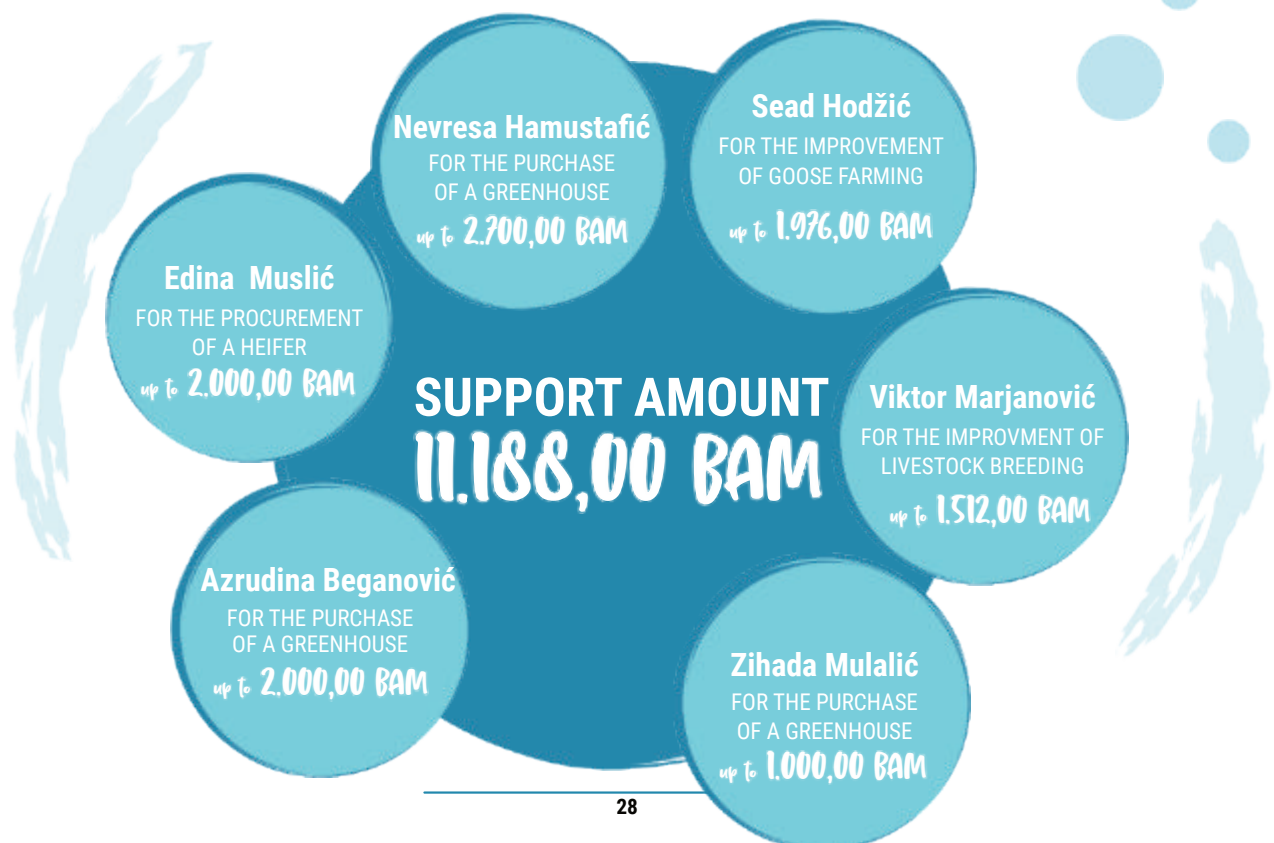 Nevresa Hamustafić
FOR THE PURCHASE
OF A GREENHOUSE
up to 2.700,00 BAM
Sead Hodžić
FOR THE IMPROVEMENT
OF GOOSE FARMING
up to 1.976,00 BAM
Edina Muslić
FOR THE PROCUREMENT
OF A HEIFER
up to 2.000,00 BAM
SUPPORT AMOUNT
11.188,00 BAM
Viktor Marjanović
FOR THE IMPROVMENT OF
LIVESTOCK BREEDING
up to 1.512,00 BAM
Azrudina Beganović
FOR THE PURCHASE
OF A GREENHOUSE
up to 2.000,00 BAM
Zihada Mulalić
FOR THE PURCHASE
OF A GREENHOUSE
up to 1.000,00 BAM
28